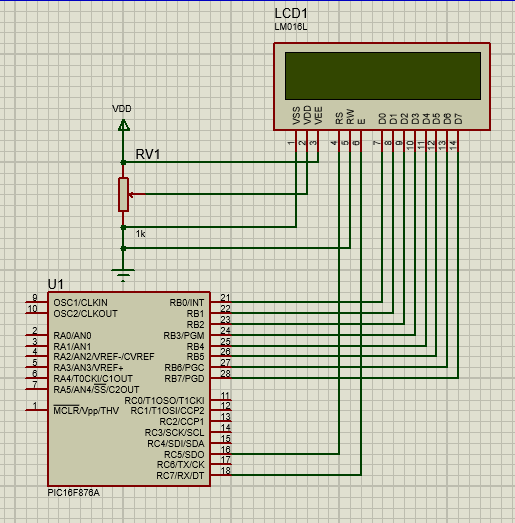 LCD1
LM016L
VSS
VDD
VEE
RS
RW
E
D0
D1
D2
D3
D4
D5
D6
D7
1
2
3
4
5
6
7
8
9
10
11
12
13
14
VDD
RV1
1k
U1
9 OSC1/CLKIN RB0/INT 21
10 OSC2/CLKOUT RB1 22
RB2 23
2 RA0/AN0 RB3/PGM 24
3 RA1/AN1 RB4 25
4 RA2/AN2/VREF-/CVREF RB5 26
5 RA3/AN3/VREF+ RB6/PGC 27
6 RA4/T0CKI/C1OUT RB7/PGD 28
7 RA5/AN4/SS/C2OUT
RC0/T1OSO/T1CKI 11
1 MCLR/Vpp/THV RC1/T1OSI/CCP2 12
RC2/CCP1 13
RC3/SCK/SCL 14
RC4/SDI/SDA 15
RC5/SDO 16
RC6/TX/CK 17
RC7/RX/DT 18
PIC16F876A